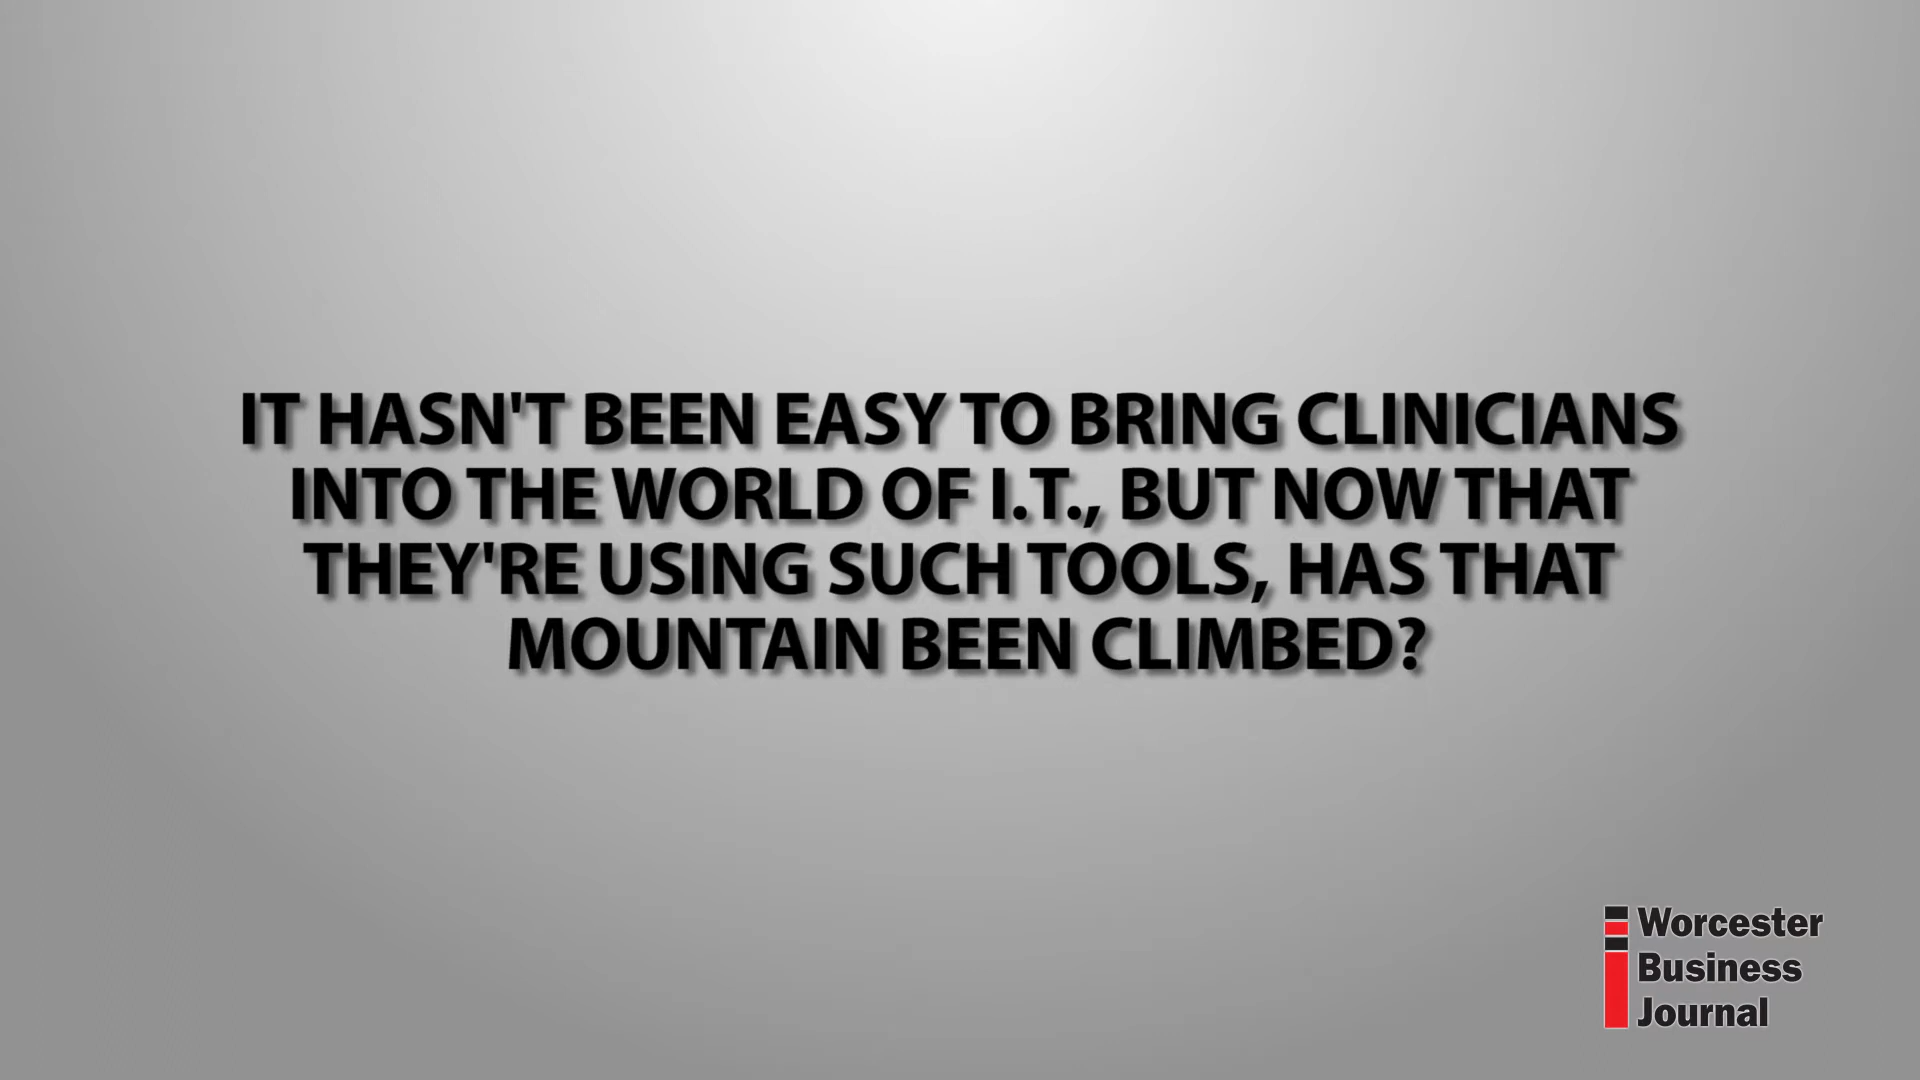 IT HASN'T BEEN EASY TO BRING CLINICIANS
INTO THE WORLD OF I.T., BUT NOW THAT
THEY'RE USING SUCH TOOLS, HAS THAT
MOUNTAIN BEEN CLIMBED?
Worcester
Business
Journal